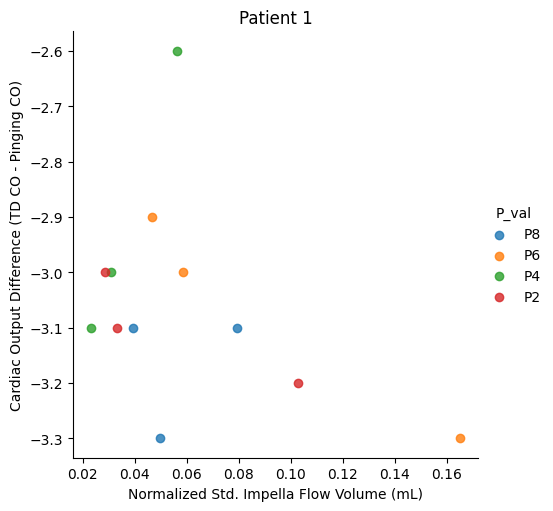 Patient 1
Cardiac Output Difference (TD CO - Pinging CO)
−2.6
−2.7
−2.8
−2.9
−3.0
−3.1
−3.2
−3.3
0.02 0.04 0.06 0.08 0.10 0.12 0.14 0.16
Normalized Std. Impella Flow Volume (mL)
P_val
P8
P6
P4
P2